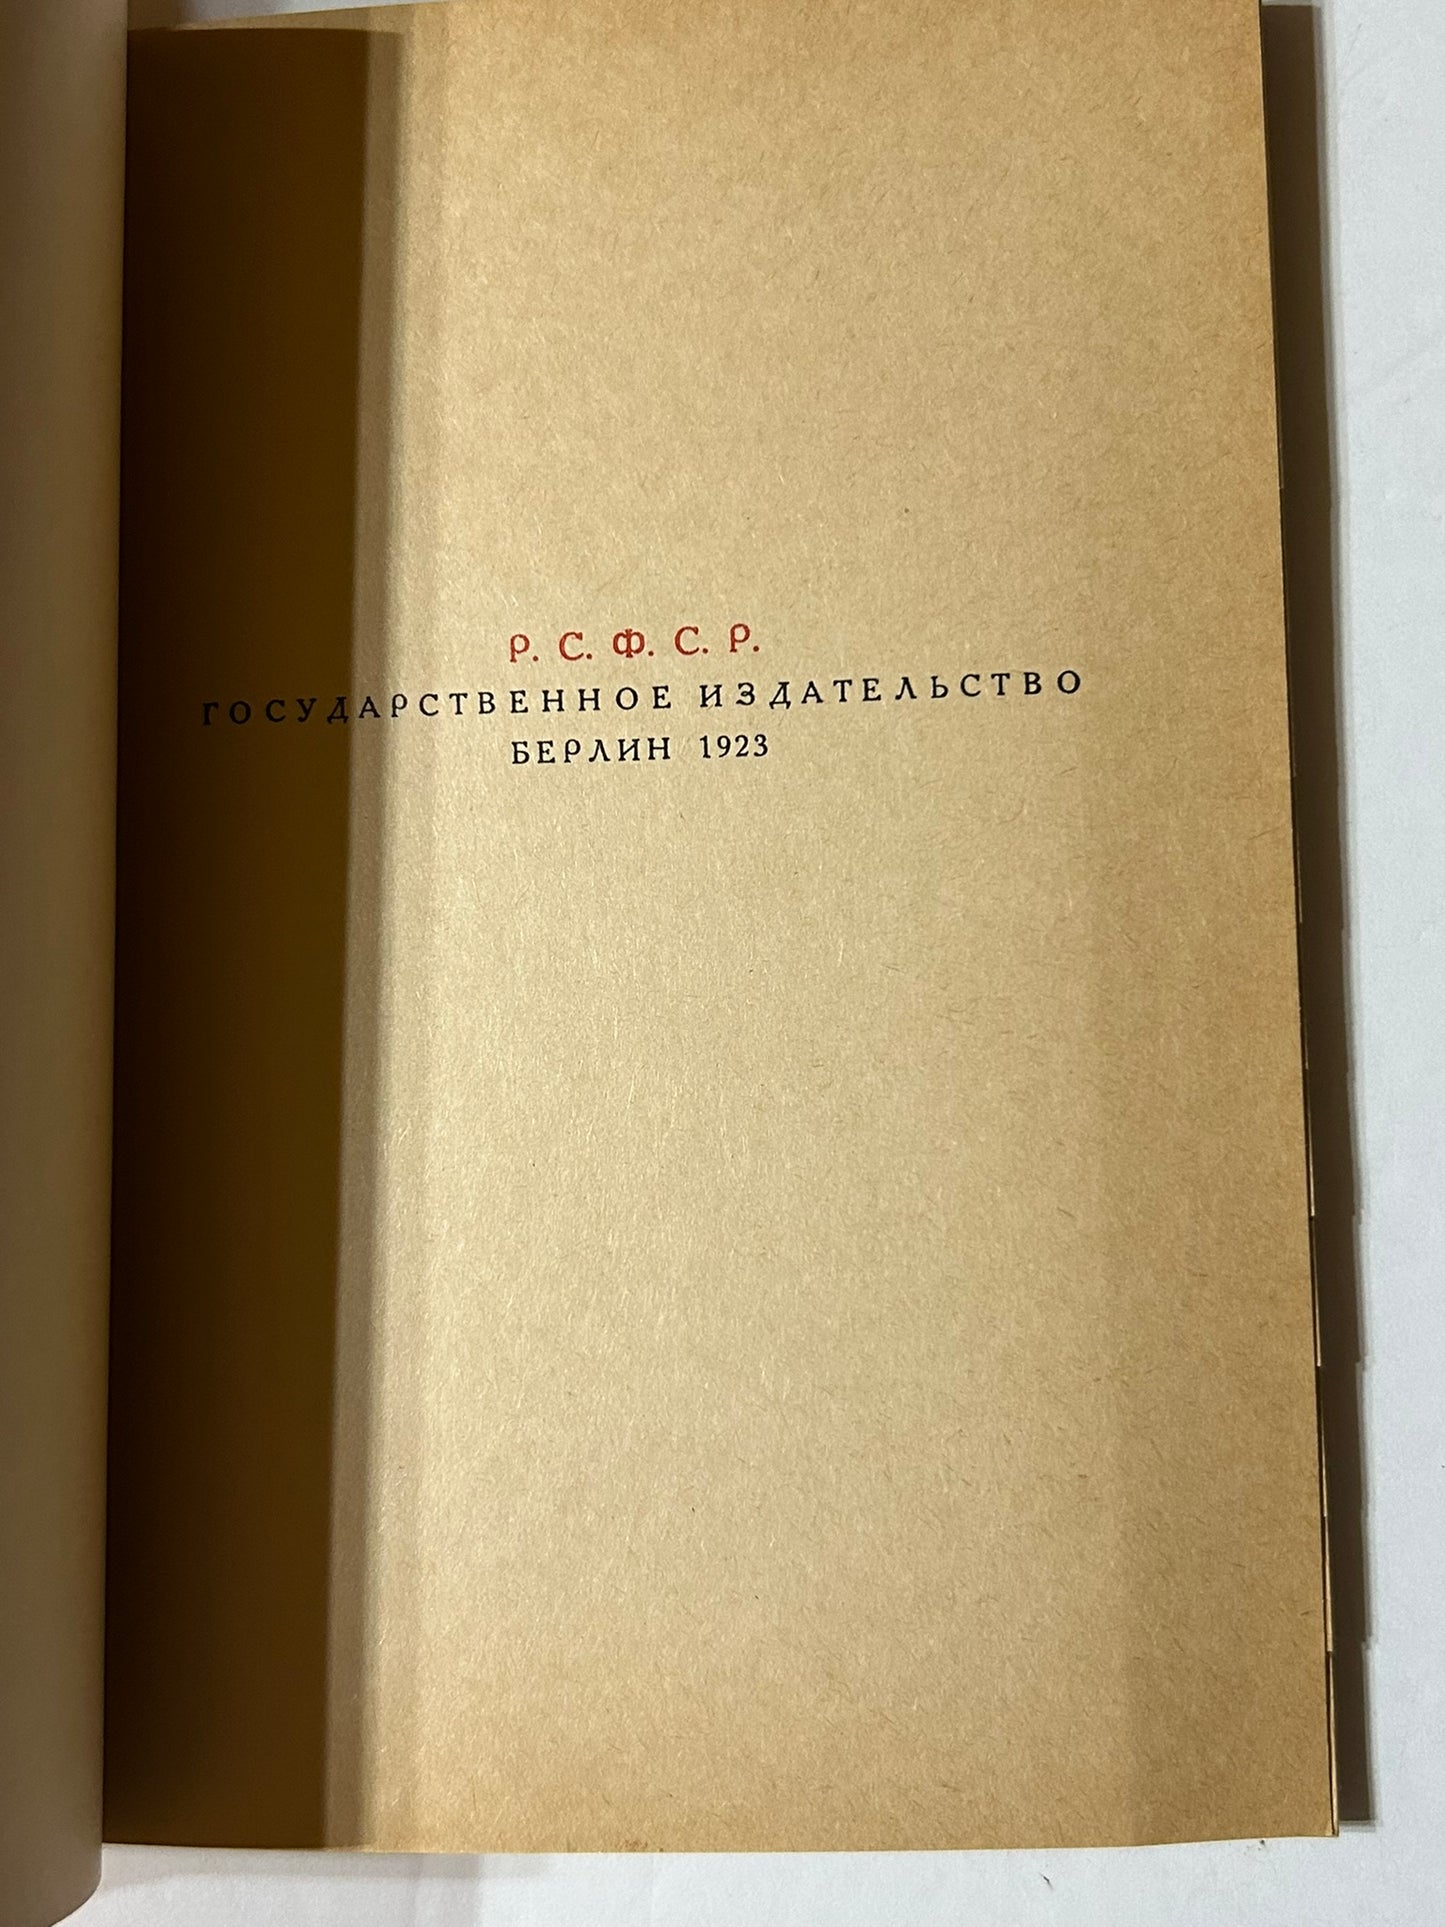 Р. С. Ф. С. Р.
ГОСУДАРСТВЕННОЕ ИЗДАТЕЛЬСТВО
БЕРЛИН 1923